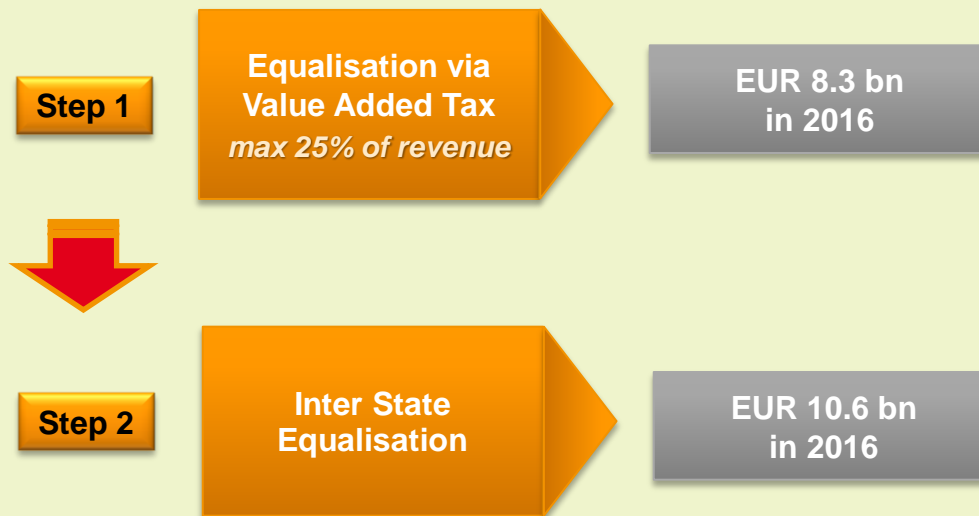 Step 1
Equalisation via
Value Added Tax
max 25% of revenue
EUR 8.3 bn
in 2016
Step 2
Inter State
Equalisation
EUR 10.6 bn
in 2016